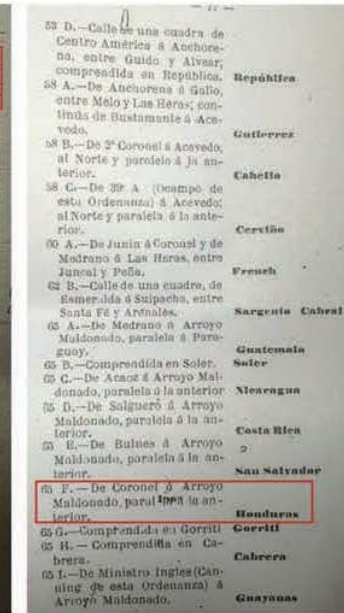 53 D.—Calle de una cuadra de
Centro América á Anchore-
na, entre Guido y Alvear;
comprendida en República. República
58 A.—De Anchorena á Gallo,
entre Melo y Las Heras; con-
tinúa de Bustamante á Ace-
vedo. Gutierrez
58 B.—De 2º Coronel á Acevedo,
al Norte y paralelo á la an-
terior. Cabello
58 C.—De 39 A (Ocampo de
esta Ordenanza) á Acevedo;
al Norte y paralela á la ante-
rior. Cerviño
60 A.—De Junin á Coronel y de
Medrano á Las Heras, entre
Juncal y Peña. French
62 B.—Calle de una cuadra, de
Esmeralda á Suipacha, entre
Santa Fé y Arenales. Sargento Cabral
65 A.—De Medrano á Arroyo
Maldonado, paralela á Para-
guay. Guatemala
65 B.—Comprendida en Soler. Soler
65 C.—De Araoz á Arroyo Mal-
donado, paralela á la anterior Nicaragua
65 D.—De Salguero á Arroyo
Maldonado, paralela á la an-
terior. Costa Rica
65 E.—De Bulnes á Arroyo
Maldonado, paralela á la an-
terior. San Salvador
65 F.—De Coronel á Arroyo
Maldonado, la an-
terior. Honduras
65 G.—Comprendida en Gorriti Gorriti
65 H.—Comprendida en Ca-
brera. Cabrera
65 I.—De Ministro Ingles (Can-
ning de esta Ordenanza) á
Arroyo Maldonado. Guayanas